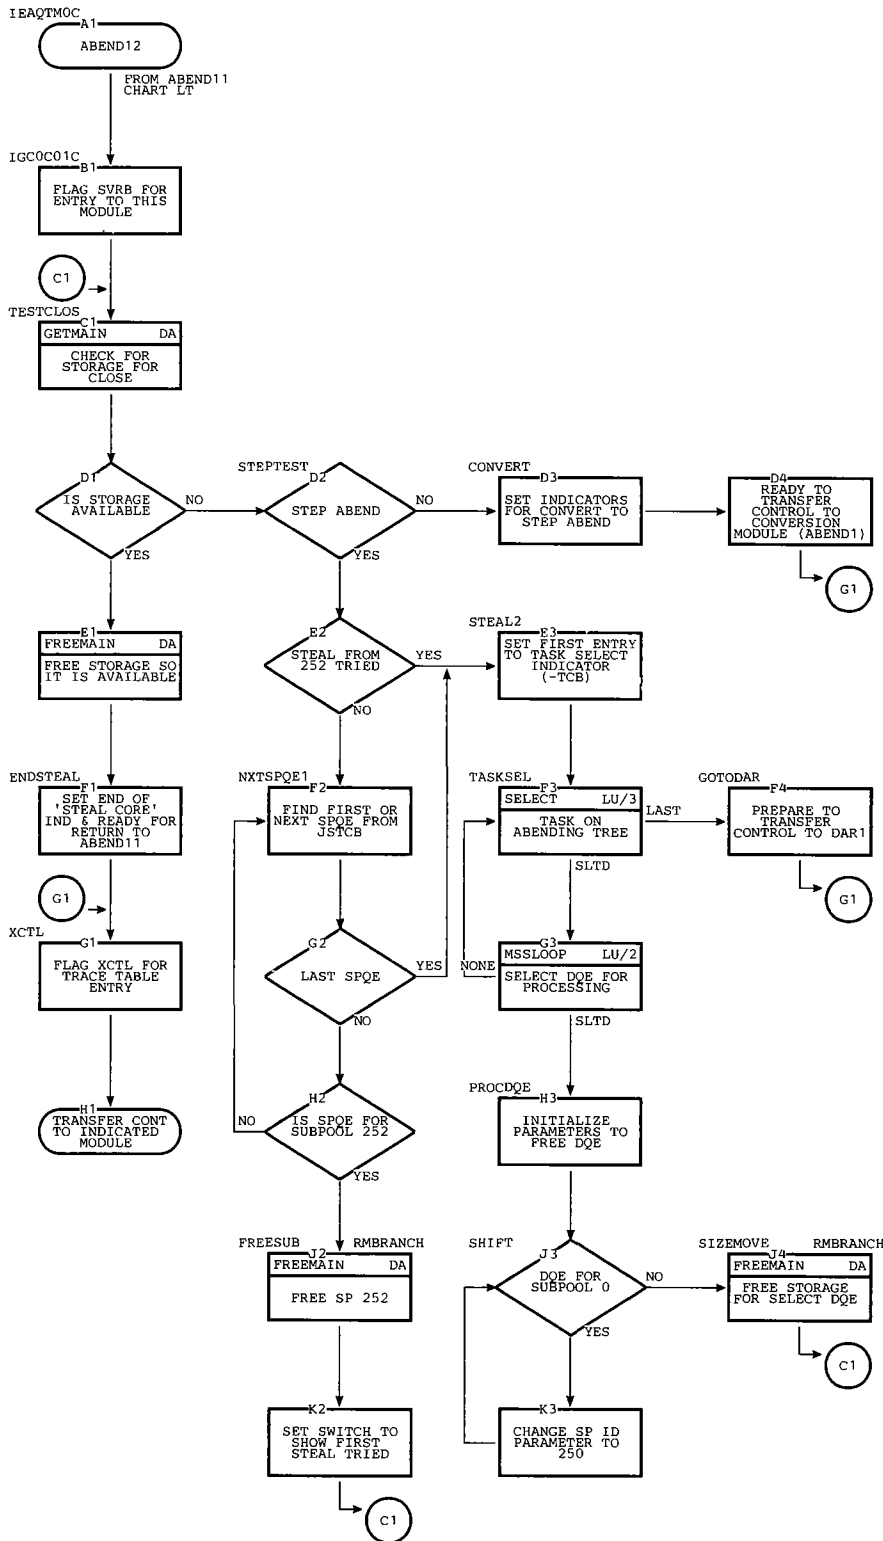 IEAQTM0C
A1
ABEND12
FROM ABEND11
CHART LT
IGC0C01C
B1
FLAG SVRB FOR
ENTRY TO THIS
MODULE
C1
TESTCLOS
C1
GETMAIN DA
CHECK FOR
STORAGE FOR
CLOSE
D1
IS STORAGE
AVAILABLE
NO
YES
STEPTEST
D2
STEP ABEND
NO
YES
CONVERT
D3
SET INDICATORS
FOR CONVERT TO
STEP ABEND
D4
READY TO
TRANSFER
CONTROL TO
CONVERSION
MODULE (ABEND1)
G1
E1
FREEMAIN DA
FREE STORAGE SO
IT IS AVAILABLE
E2
STEAL FROM
252 TRIED
YES
NO
STEAL2
E3
SET FIRST ENTRY
TO TASK SELECT
INDICATOR
(-TCB)
ENDSTEAL
F1
SET END OF
'STEAL CORE'
IND & READY FOR
RETURN TO
ABEND11
NXTSPQE1
F2
FIND FIRST OR
NEXT SPQE FROM
JSTCB
TASKSEL
F3
SELECT LU/3
TASK ON
ABENDING TREE
LAST
SLTD
GOTODAR
F4
PREPARE TO
TRANSFER
CONTROL TO DAR1
G1
G1
XCTL
G1
FLAG XCTL FOR
TRACE TABLE
ENTRY
G2
LAST SPQE
YES
NO
G3
MSSLOOP LU/2
NONE
SELECT DQE FOR
PROCESSING
SLTD
H1
TRANSFER CONT
TO INDICATED
MODULE
H2
IS SPQE FOR
SUBPOOL 252
NO
YES
PROCDQE
H3
INITIALIZE
PARAMETERS TO
FREE DQE
FREESUB RMBRANCH
J2
FREEMAIN DA
FREE SP 252
SHIFT
J3
DQE FOR
SUBPOOL 0
NO
YES
SIZEMOVE RMBRANCH
J4
FREEMAIN DA
FREE STORAGE
FOR SELECT DQE
C1
K2
SET SWITCH TO
SHOW FIRST
STEAL TRIED
C1
K3
CHANGE SP ID
PARAMETER TO
250